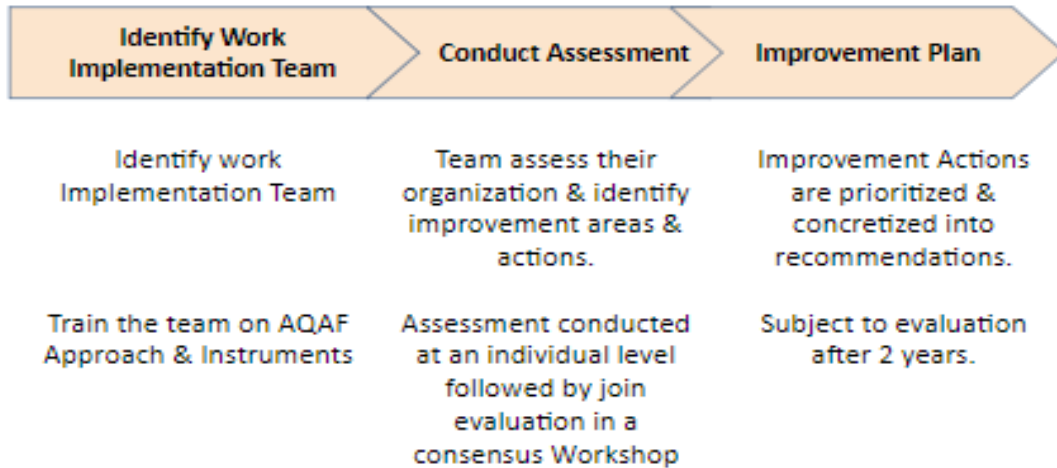 Identify Work
Implementation Team
Conduct Assessment
Improvement Plan
Identify work
Implementation Team
Train the team on AQAF
Approach & Instruments
Team assess their
organization & identify
improvement areas &
actions.
Assessment conducted
at an individual level
followed by join
evaluation in a
consensus Workshop
Improvement Actions
are prioritized &
concretized into
recommendations.
Subject to evaluation
after 2 years.